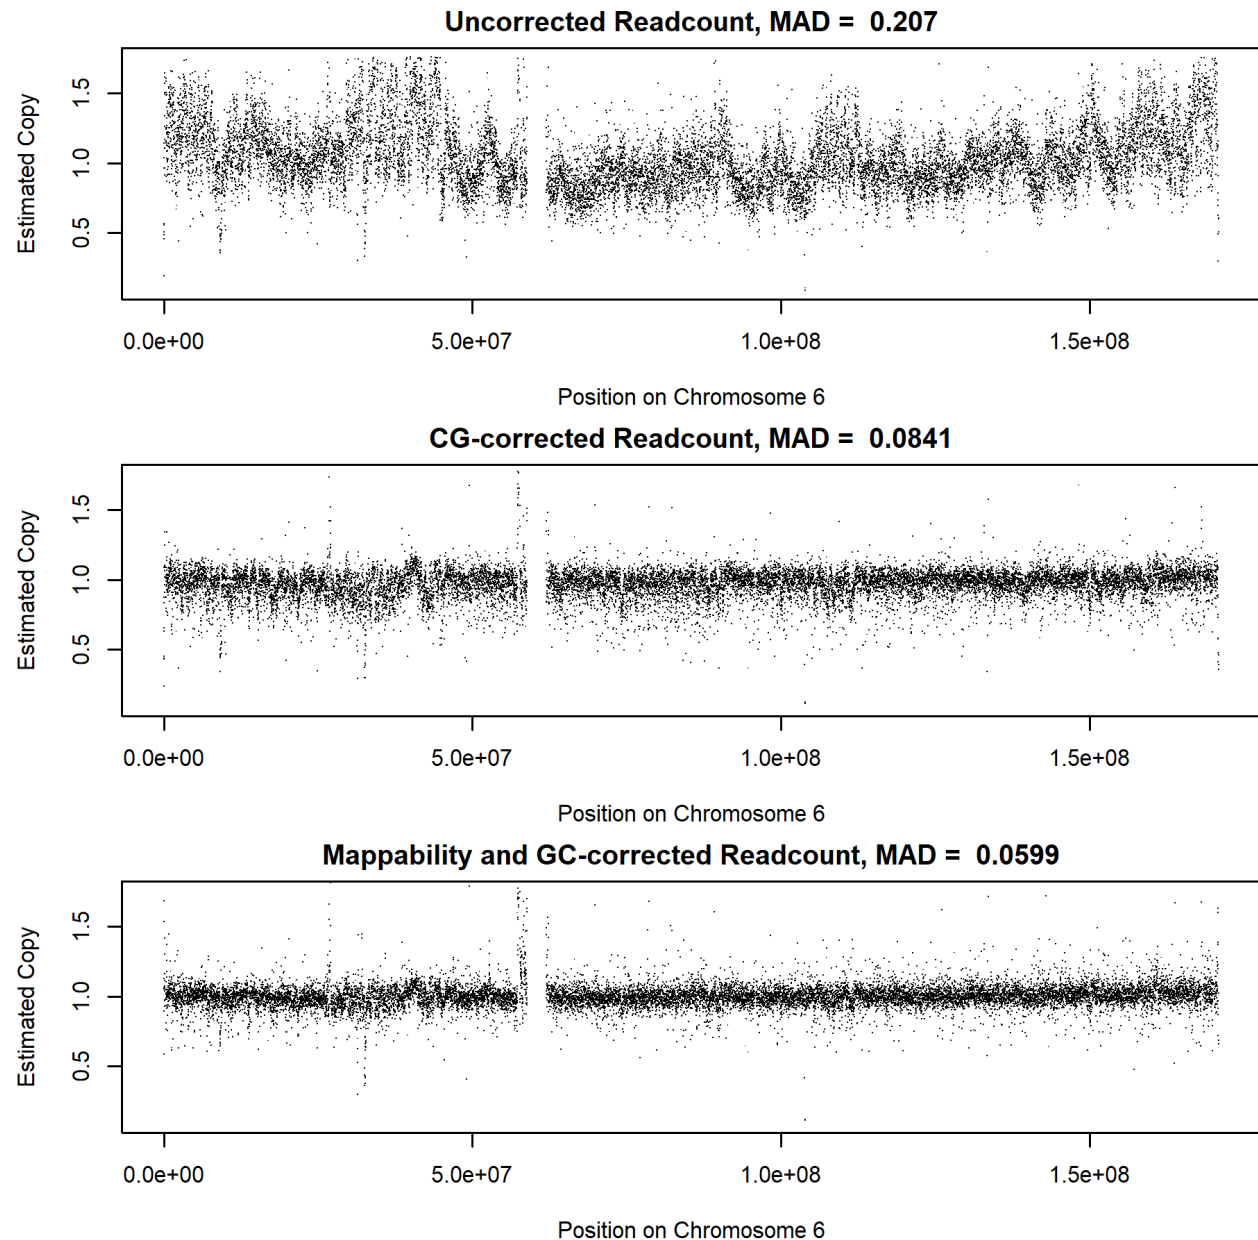 Uncorrected Readcount, MAD =  0.207
Estimated Copy
1.5
1.0
0.5
0.0e+00 5.0e+07 1.0e+08 1.5e+08
Position on Chromosome 6
CG-corrected Readcount, MAD =  0.0841
Estimated Copy
1.5
1.0
0.5
0.0e+00 5.0e+07 1.0e+08 1.5e+08
Position on Chromosome 6
Mappability and GC-corrected Readcount, MAD =  0.0599
Estimated Copy
1.5
1.0
0.5
0.0e+00 5.0e+07 1.0e+08 1.5e+08
Position on Chromosome 6